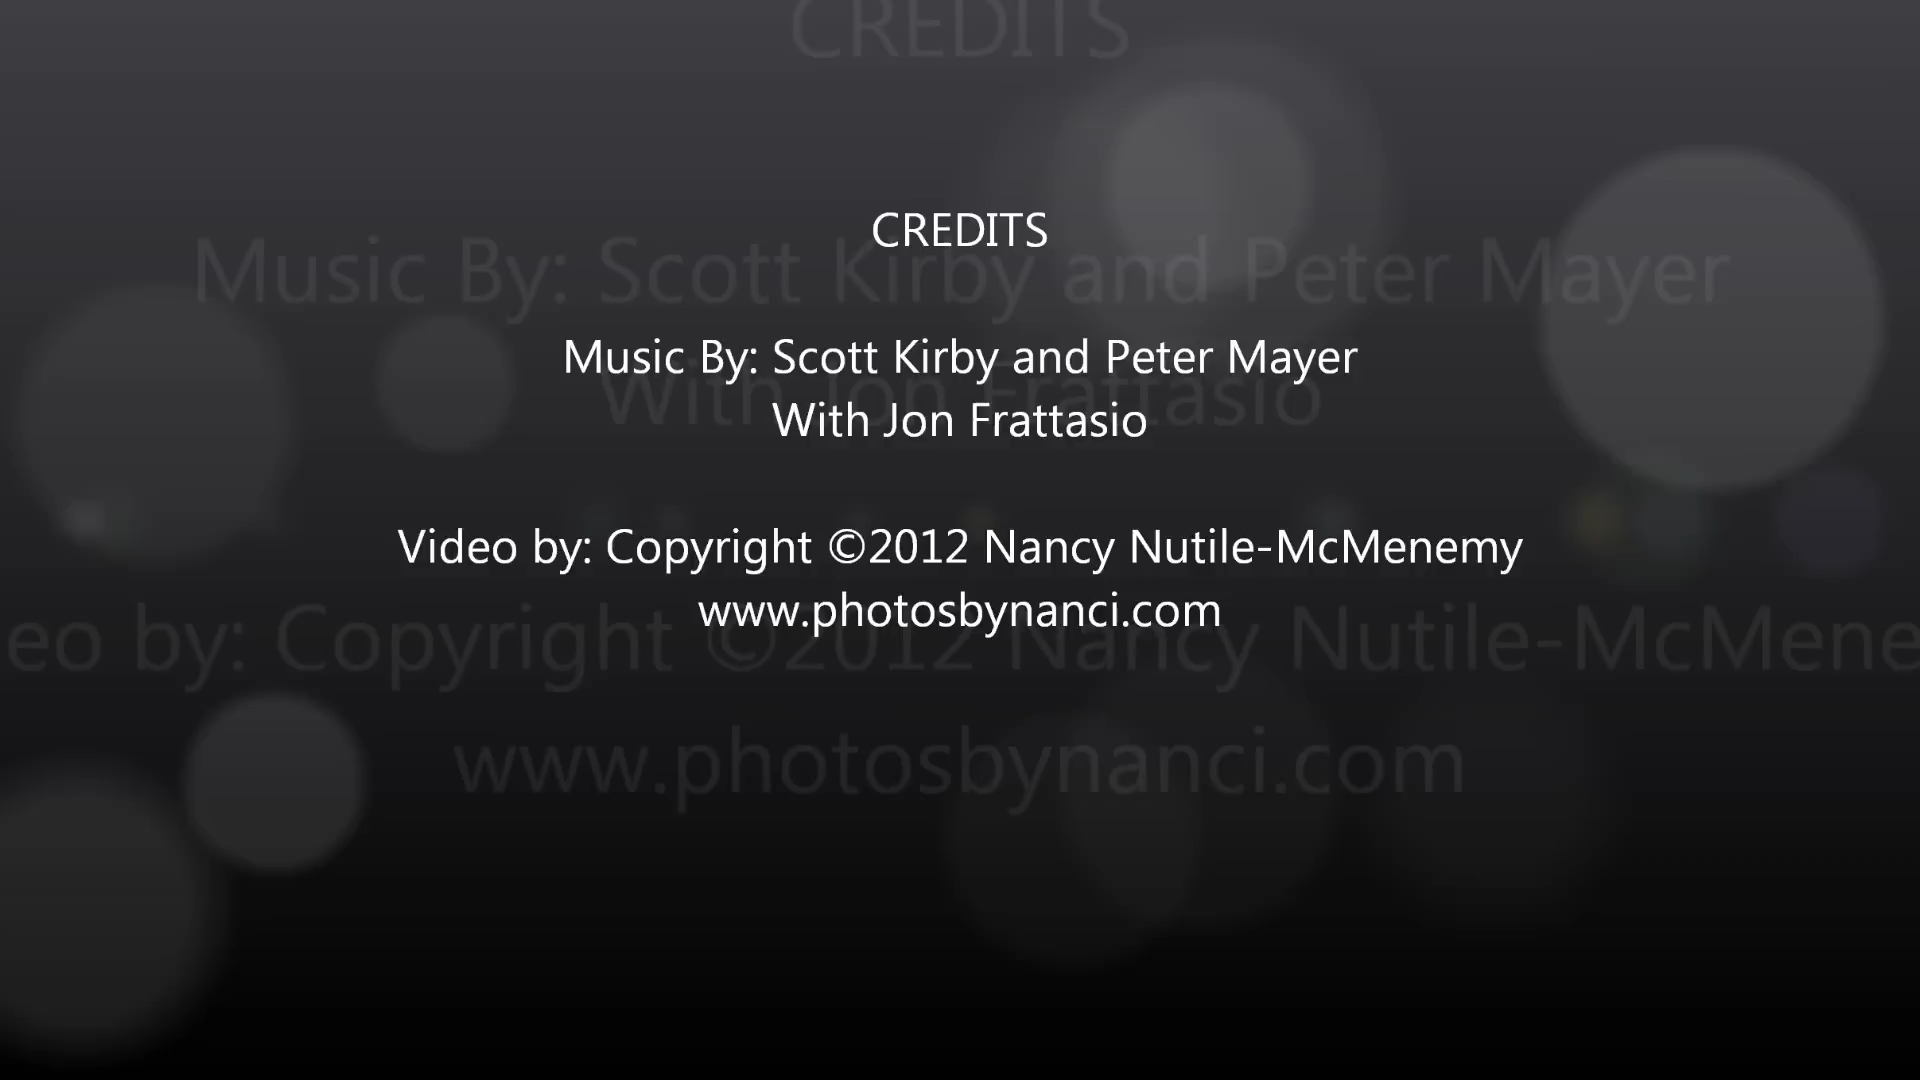 CREDITS
Music By: Scott Kirby and Peter Mayer
With Jon Frattasio
Video by: Copyright ©2012 Nancy Nutile-McMenemy
www.photosbynanci.com